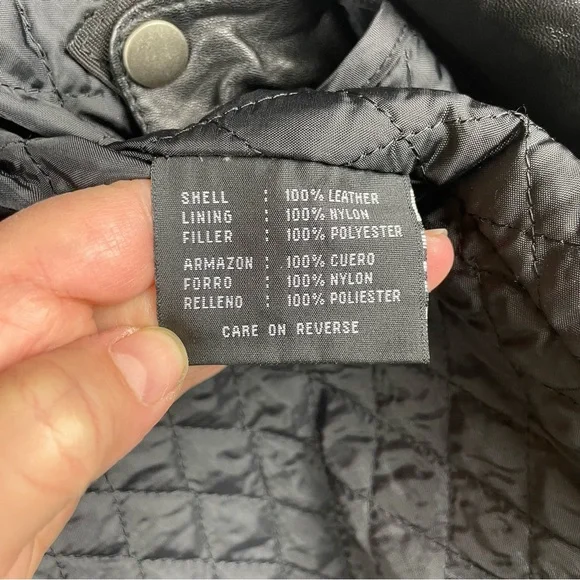 SHELL : 100% LEATHER
LINING : 100% NYLON
FILLER : 100% POLYESTER
ARMAZON : 100% CUERO
FORRO : 100% NYLON
RELLENO : 100% POLIESTER
CARE ON REVERSE